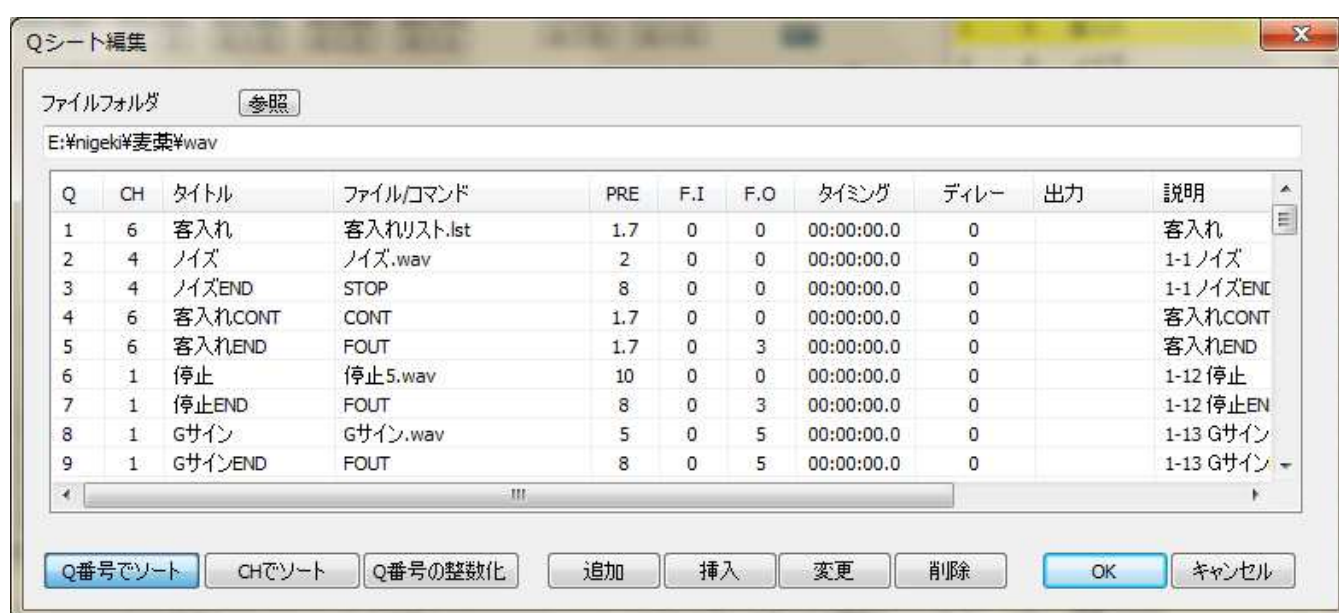 Qシート編集
ファイルフォルダ 参照
E:¥nigeki¥麦藁¥wav
Q CH タイトル ファイル/コマンド PRE F.I F.O タイミング ディレー 出力 説明
1 6 客入れ 客入れリスト.lst 1.7 0 0 00:00:00.0 0 客入れ
2 4 ノイズ ノイズ.wav 2 0 0 00:00:00.0 0 1-1 ノイズ
3 4 ノイズEND STOP 8 0 0 00:00:00.0 0 1-1 ノイズEND
4 6 客入れCONT CONT 1.7 0 0 00:00:00.0 0 客入れCONT
5 6 客入れEND FOUT 1.7 0 3 00:00:00.0 0 客入れEND
6 1 停止 停止5.wav 10 0 0 00:00:00.0 0 1-12 停止
7 1 停止END FOUT 8 0 3 00:00:00.0 0 1-12 停止EN
8 1 Gサイン Gサイン.wav 5 0 5 00:00:00.0 0 1-13 Gサイン
9 1 GサインEND FOUT 8 0 5 00:00:00.0 0 1-13 Gサイン
Q番号でソート CHでソート Q番号の整数化 追加 挿入 変更 削除 OK キャンセル